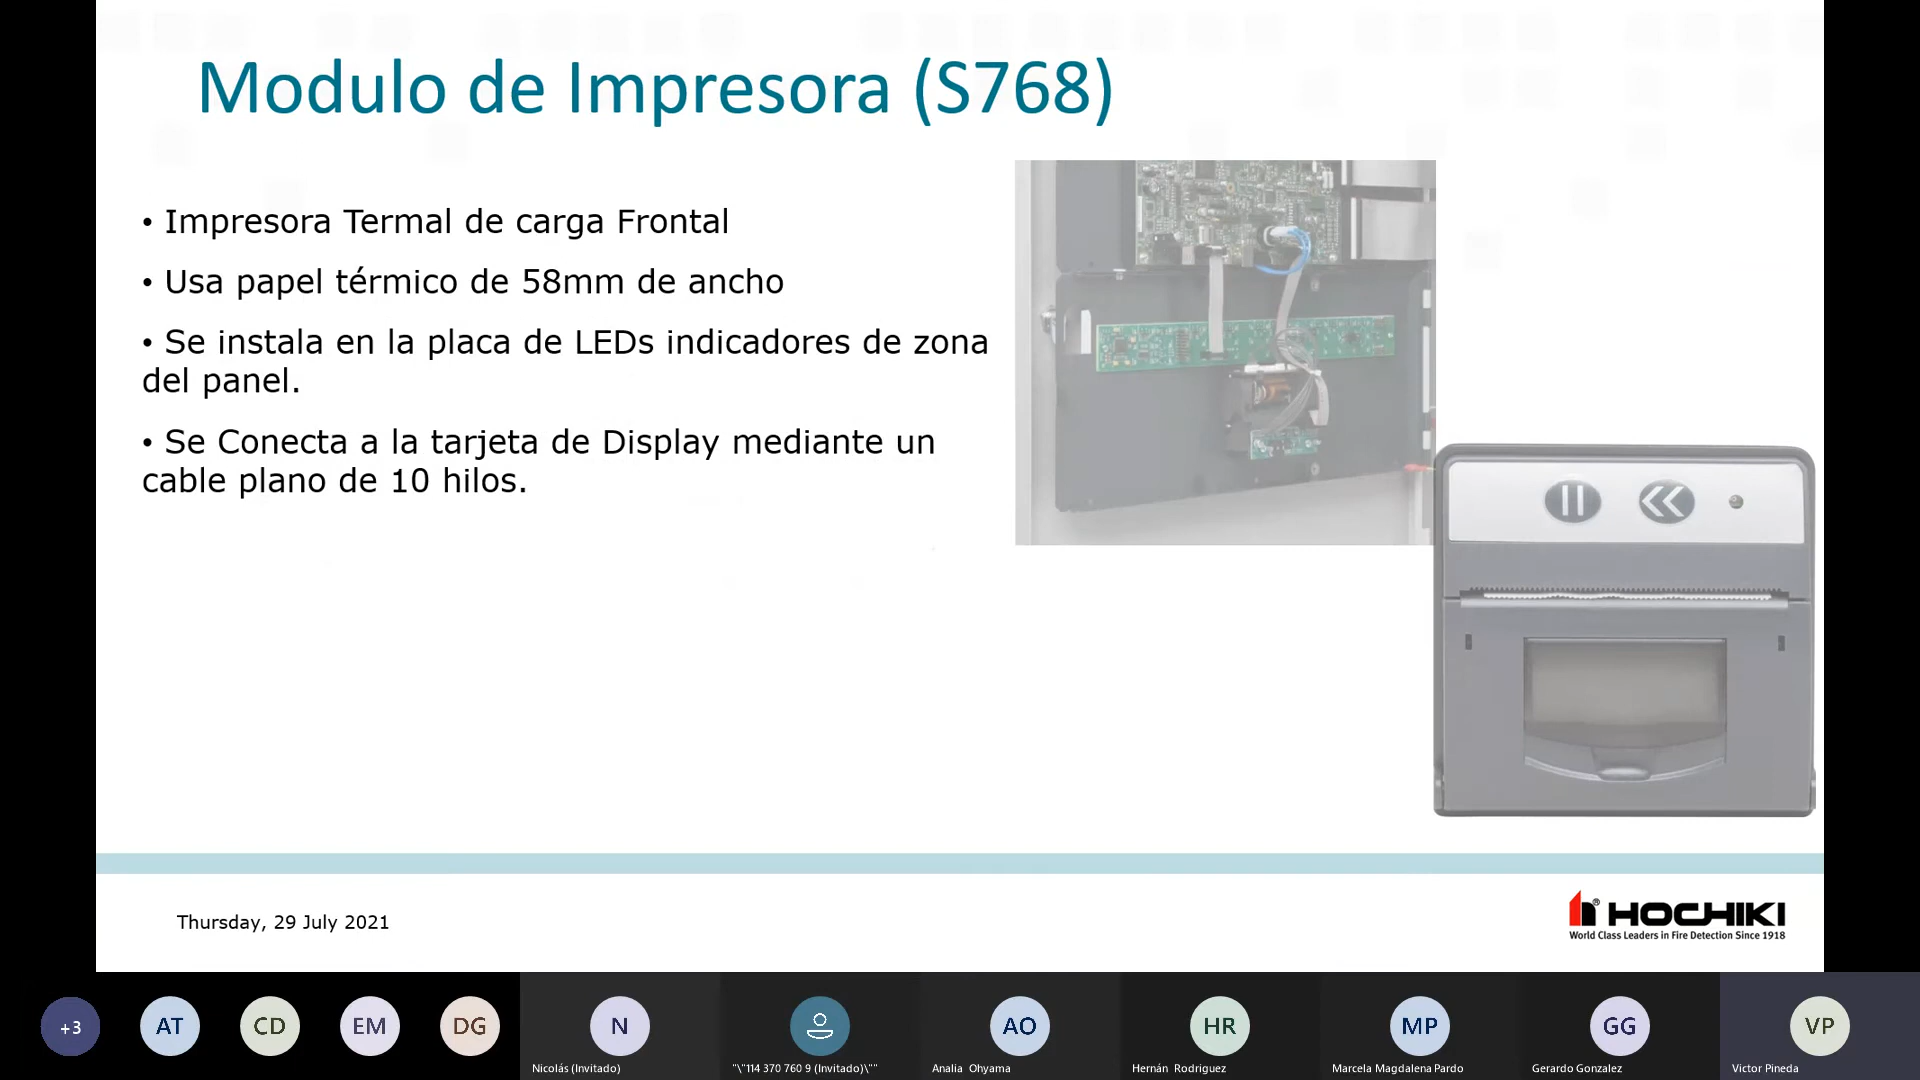 Modulo de Impresora (S768)
• Impresora Termal de carga Frontal
• Usa papel térmico de 58mm de ancho
• Se instala en la placa de LEDs indicadores de zona
del panel.
• Se Conecta a la tarjeta de Display mediante un
cable plano de 10 hilos.
Thursday, 29 July 2021
® HOCHIKI
World Class Leaders in Fire Detection Since 1918
+3
AT
CD
EM
DG
N
AO
HR
MP
GG
VP
Nicolás (Invitado)
"\"114 370 760 9 (Invitado)\""
Analia Ohyama
Hernán Rodriguez
Marcela Magdalena Pardo
Gerardo Gonzalez
Victor Pineda